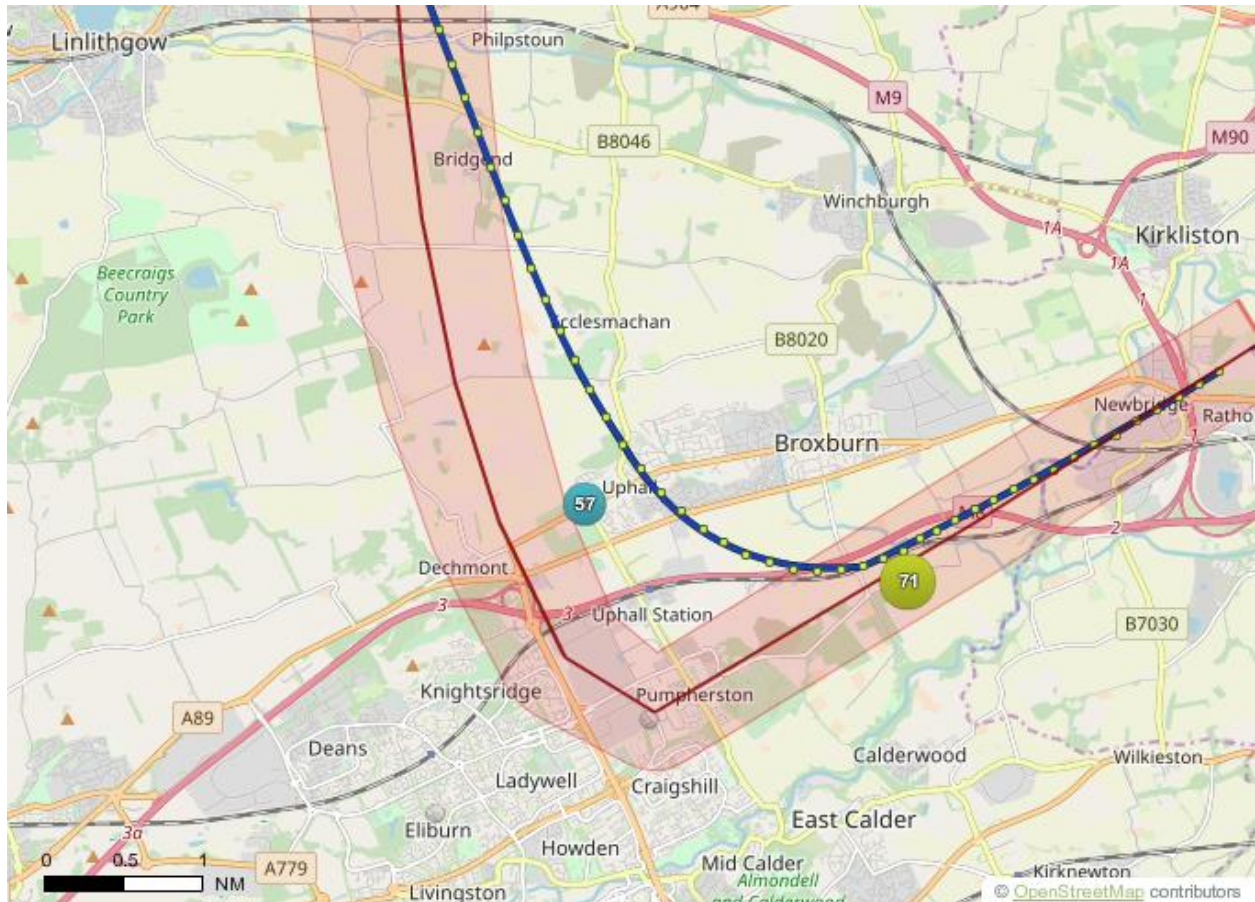 A904
Linlithgow
Philpstoun
M9
B8046
M90
Bridgend
Winchburgh
1A
Kirkliston
1A
Beecraigs
Country
Park
1
Ecclesmachan
B8020
Newbridge
Ratho
Broxburn
1
57
Uphall
2
Dechmont
71
3
3
Uphall Station
B7030
Knightsridge
Pumpherston
A89
Deans
Calderwood
Wilkieston
Ladywell
Craigshill
Eliburn
East Calder
3a
Howden
0 0.5 1
NM
A779
Mid Calder
Kirknewton
Livingston
Almondell
and Calderwood
© OpenStreetMap contributors